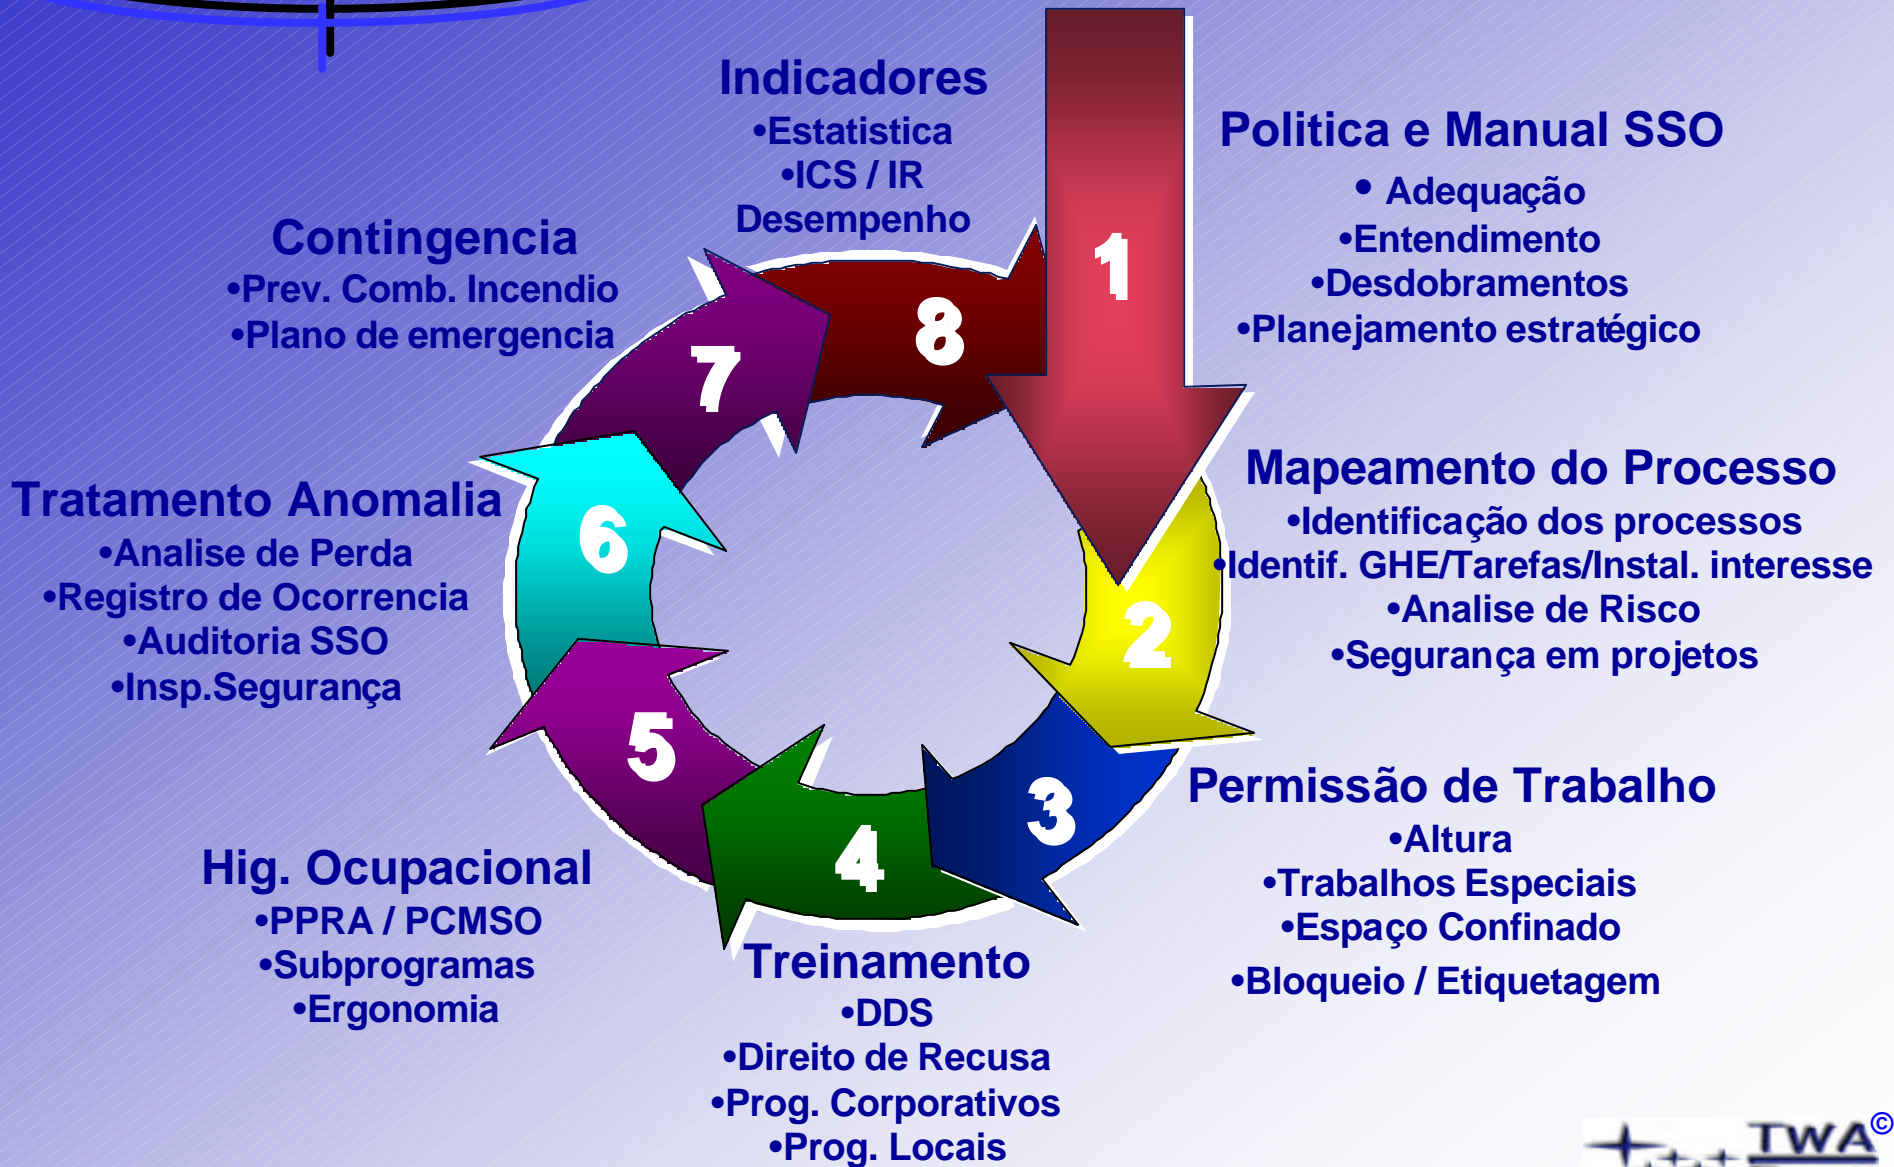 Indicadores
•Estatistica
•ICS / IR
Desempenho
1
Politica e Manual SSO
• Adequação
•Entendimento
•Desdobramentos
•Planejamento estratégico
2
Mapeamento do Processo
•Identificação dos processos
•Identif. GHE/Tarefas/Instal. interesse
•Analise de Risco
•Segurança em projetos
3
Permissão de Trabalho
•Altura
•Trabalhos Especiais
•Espaço Confinado
•Bloqueio / Etiquetagem
4
Treinamento
•DDS
•Direito de Recusa
•Prog. Corporativos
•Prog. Locais
5
Hig. Ocupacional
•PPRA / PCMSO
•Subprogramas
•Ergonomia
6
Tratamento Anomalia
•Analise de Perda
•Registro de Ocorrencia
•Auditoria SSO
•Insp.Segurança
7
Contingencia
•Prev. Comb. Incendio
•Plano de emergencia
8
TWA©